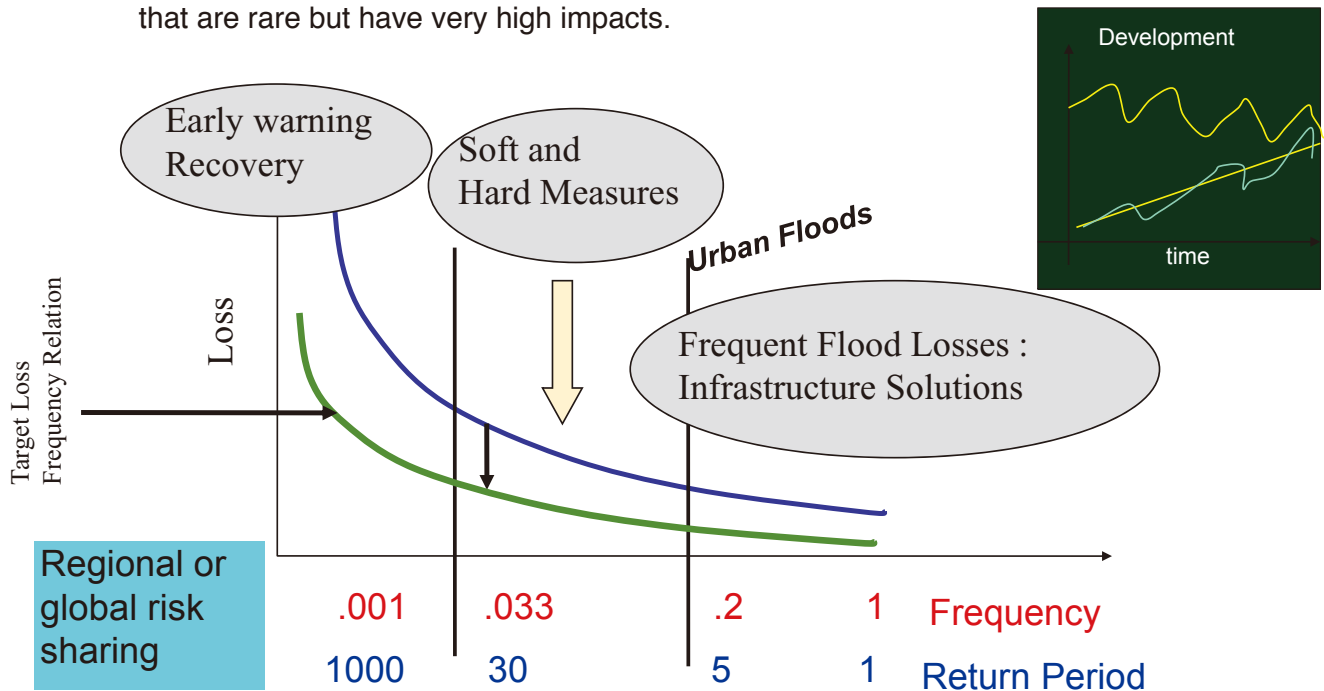 that are rare but have very high impacts.
Development
time
Early warning
Recovery
Soft and
Hard Measures
Urban Floods
Frequent Flood Losses :
Infrastructure Solutions
Loss
Target Loss
Frequency Relation
Regional or
global risk
sharing
.001 .033 .2 1 Frequency
1000 30 5 1 Return Period